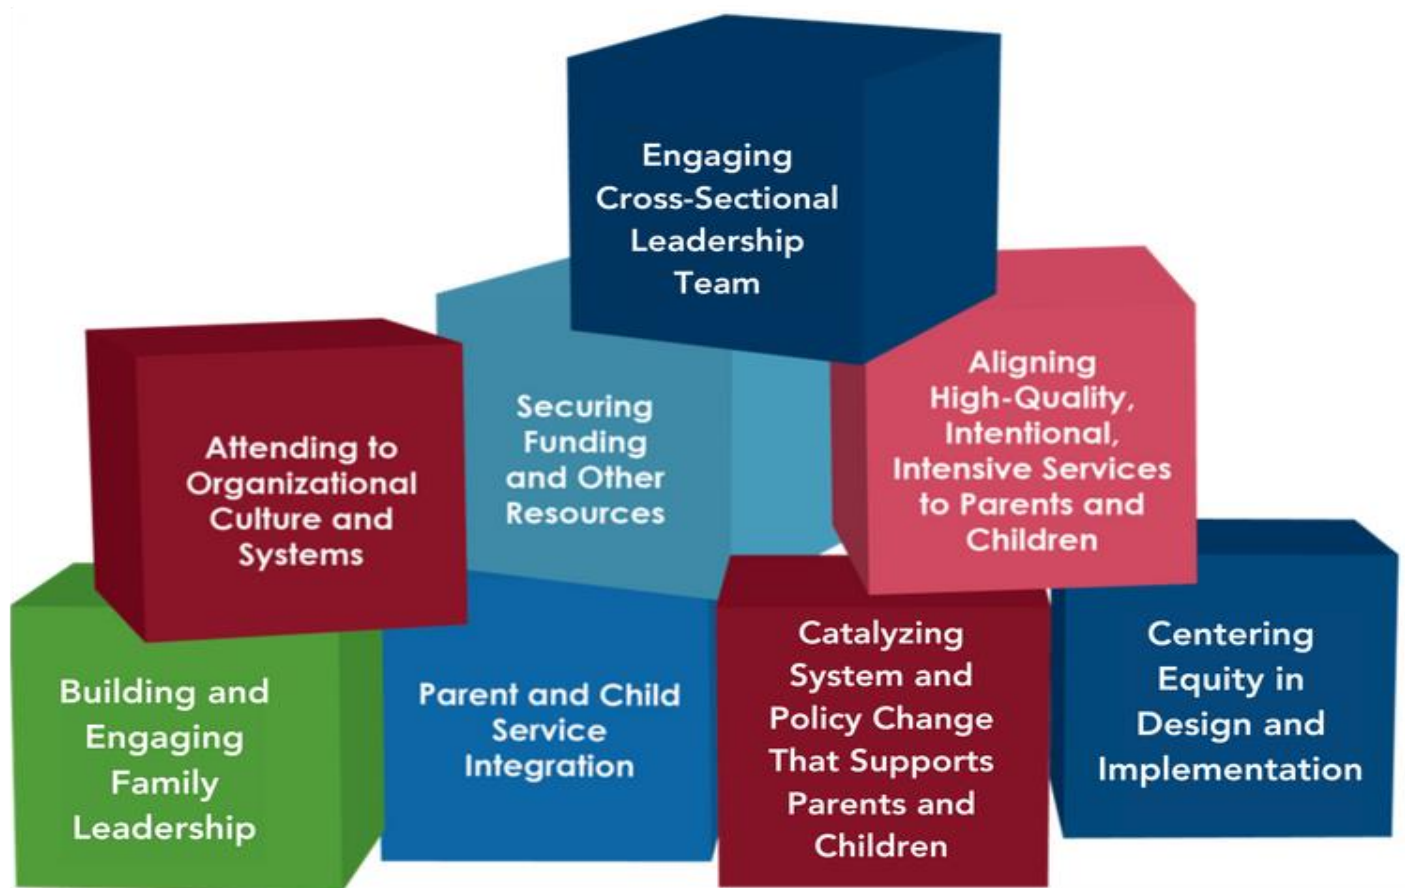 Engaging
Cross-Sectional
Leadership
Team
Attending to
Organizational
Culture and
Systems
Securing
Funding
and Other
Resources
Aligning
High-Quality,
Intentional,
Intensive Services
to Parents and
Children
Building and
Engaging
Family
Leadership
Parent and Child
Service
Integration
Catalyzing
System and
Policy Change
That Supports
Parents and
Children
Centering
Equity in
Design and
Implementation